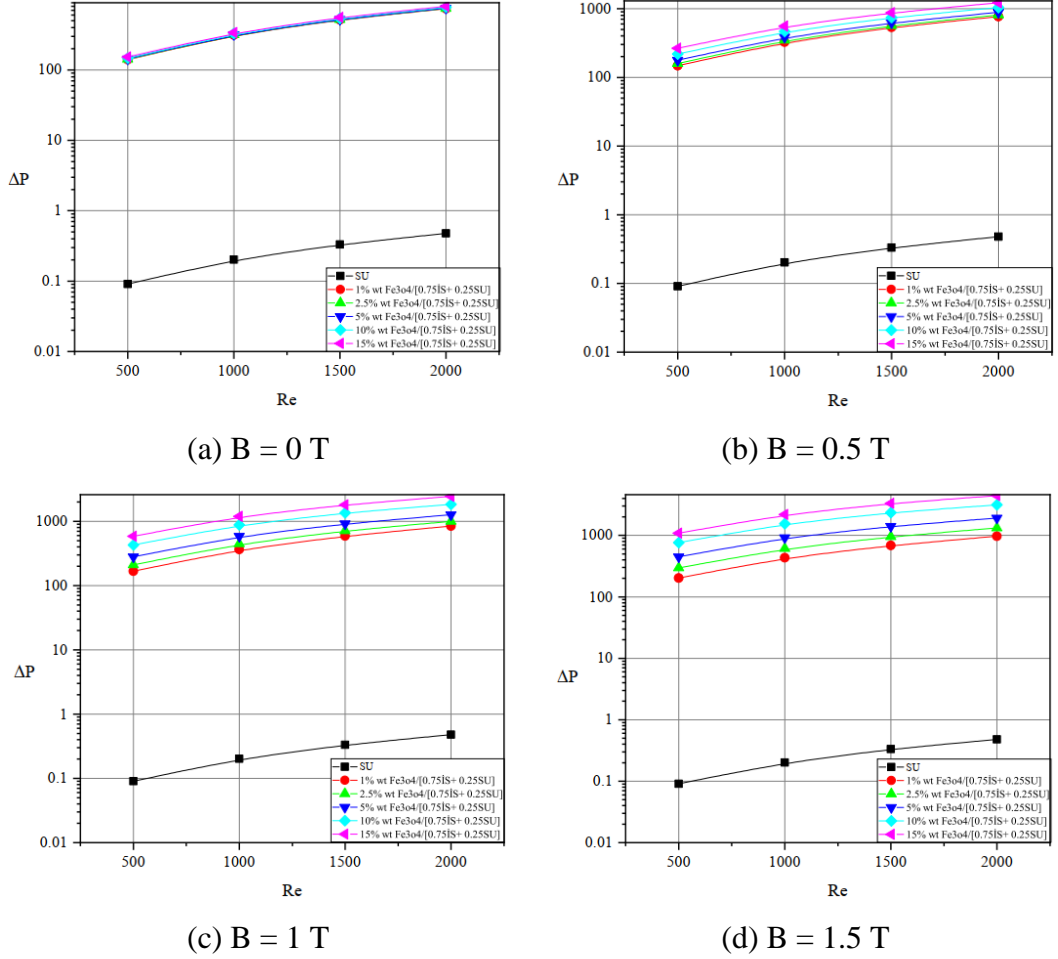 100
10
1
0.1
0.01
ΔP
500 1000 1500 2000
Re
SU
1% wt Fe3o4/[0.75İS+ 0.25SU]
2.5% wt Fe3o4/[0.75İS+ 0.25SU]
5% wt Fe3o4/[0.75İS+ 0.25SU]
10% wt Fe3o4/[0.75İS+ 0.25SU]
15% wt Fe3o4/[0.75İS+ 0.25SU]
(a) B = 0 T
1000
100
10
1
0.1
0.01
ΔP
500 1000 1500 2000
Re
SU
1% wt Fe3o4/[0.75İS+ 0.25SU]
2.5% wt Fe3o4/[0.75İS+ 0.25SU]
5% wt Fe3o4/[0.75İS+ 0.25SU]
10% wt Fe3o4/[0.75İS+ 0.25SU]
15% wt Fe3o4/[0.75İS+ 0.25SU]
(b) B = 0.5 T
1000
100
10
1
0.1
0.01
ΔP
500 1000 1500 2000
Re
SU
1% wt Fe3o4/[0.75İS+ 0.25SU]
2.5% wt Fe3o4/[0.75İS+ 0.25SU]
5% wt Fe3o4/[0.75İS+ 0.25SU]
10% wt Fe3o4/[0.75İS+ 0.25SU]
15% wt Fe3o4/[0.75İS+ 0.25SU]
(c) B = 1 T
1000
100
10
1
0.1
0.01
ΔP
500 1000 1500 2000
Re
SU
1% wt Fe3o4/[0.75İS+ 0.25SU]
2.5% wt Fe3o4/[0.75İS+ 0.25SU]
5% wt Fe3o4/[0.75İS+ 0.25SU]
10% wt Fe3o4/[0.75İS+ 0.25SU]
15% wt Fe3o4/[0.75İS+ 0.25SU]
(d) B = 1.5 T